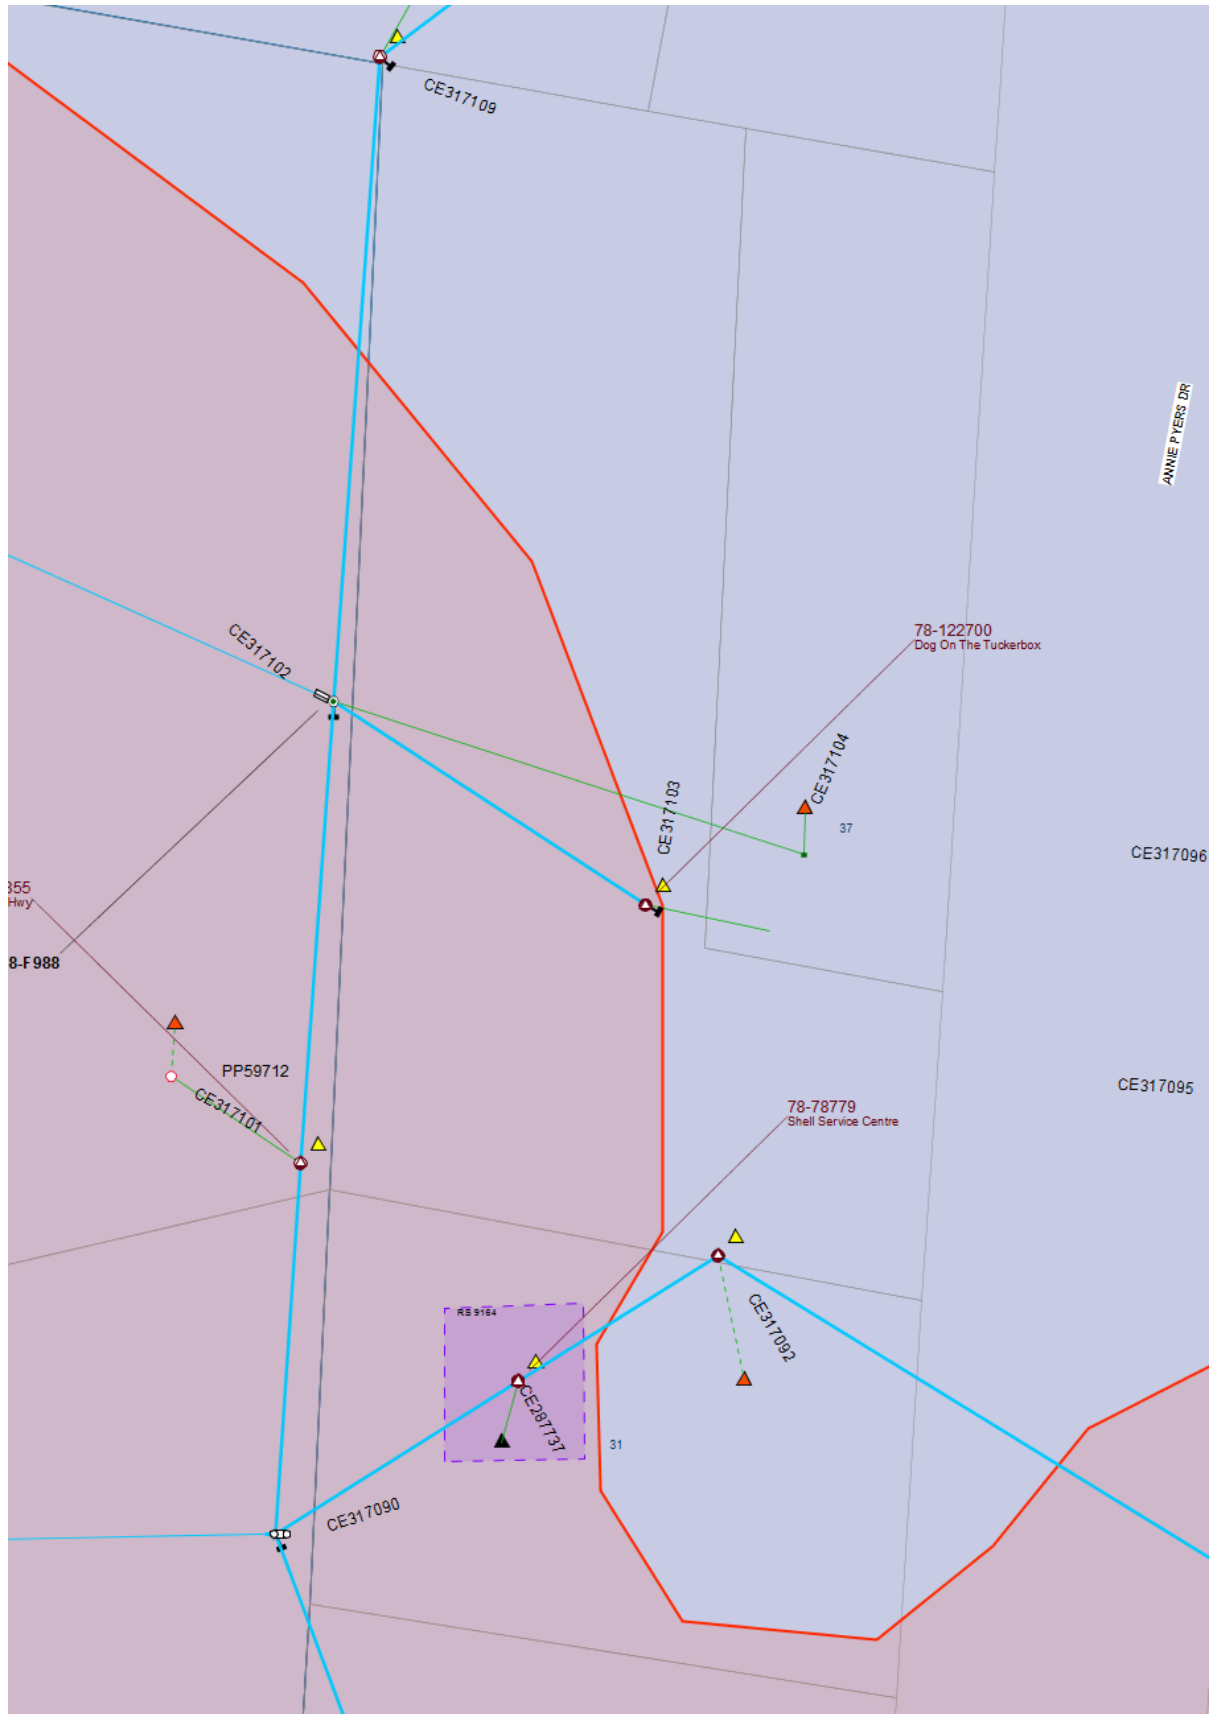 CE317109
ANNIE PYERS DR
CE317102
78-122700
Dog On The Tuckerbox
CE317104
CE317103
37
CE317096
355
Hwy
8-F988
PP59712
CE317101
CE317095
78-78779
Shell Service Centre
RS 9164
CE317092
CE287737
31
CE317090